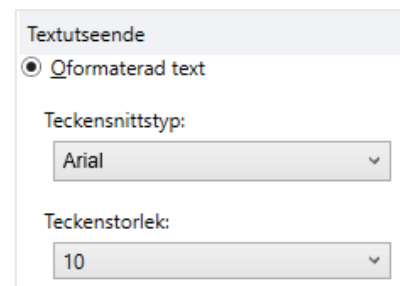 Textutseende
Oformaterad text
Teckensnittstyp:
Arial
Teckenstorlek:
10